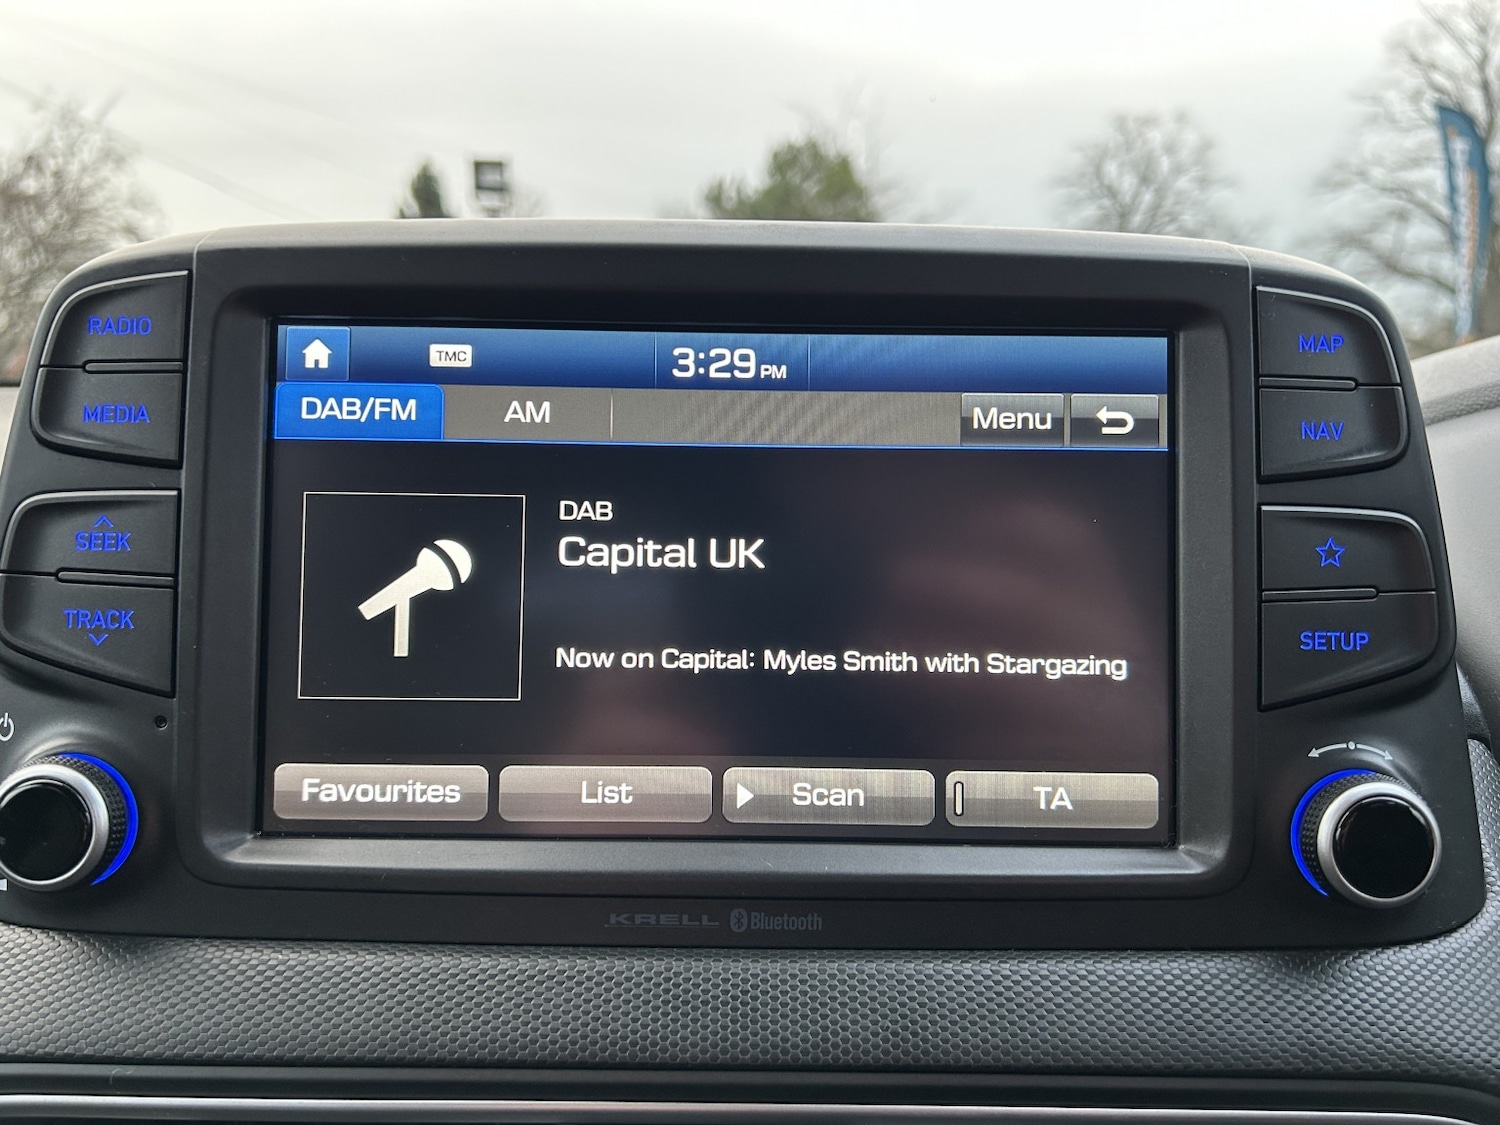 RADIO
MEDIA
SEEK
TRACK
TMC
3:29 PM
DAB/FM
AM
Menu
DAB
Capital UK
Now on Capital: Myles Smith with Stargazing
Favourites
List
Scan
TA
MAP
NAV
SETUP
KRELL Bluetooth